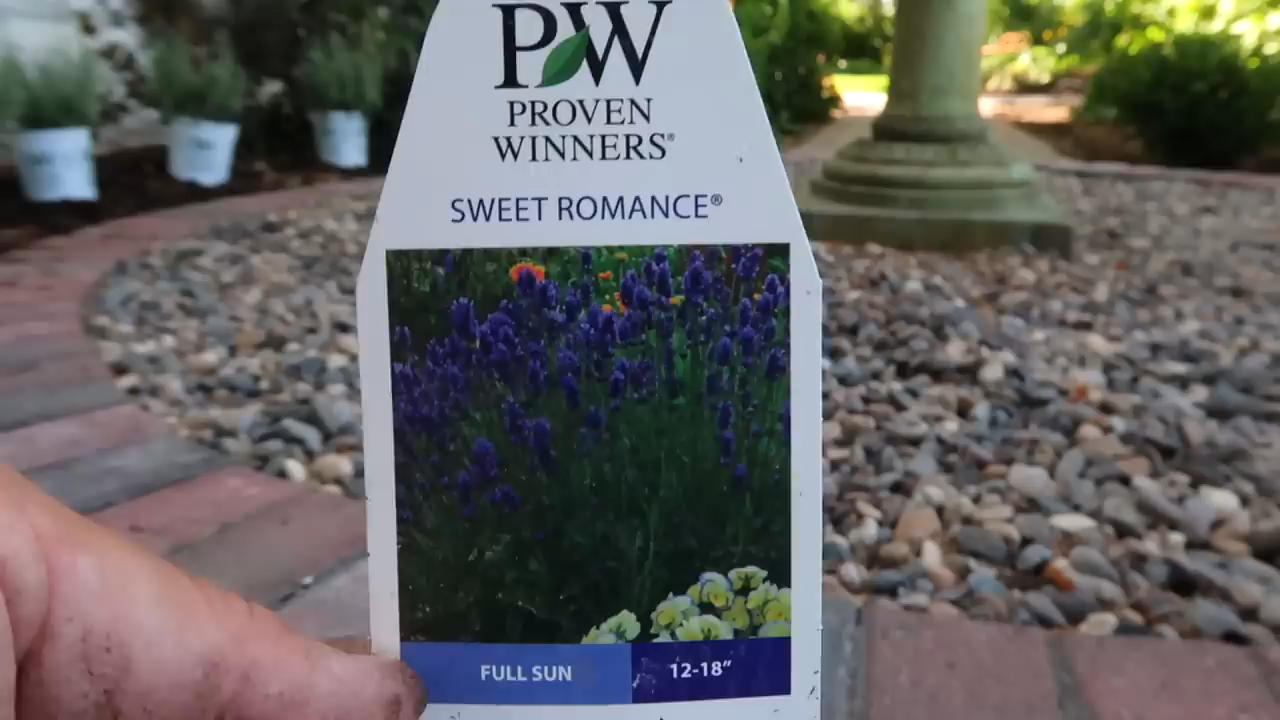 PW
PROVEN
WINNERS®
SWEET ROMANCE®
FULL SUN
12-18”